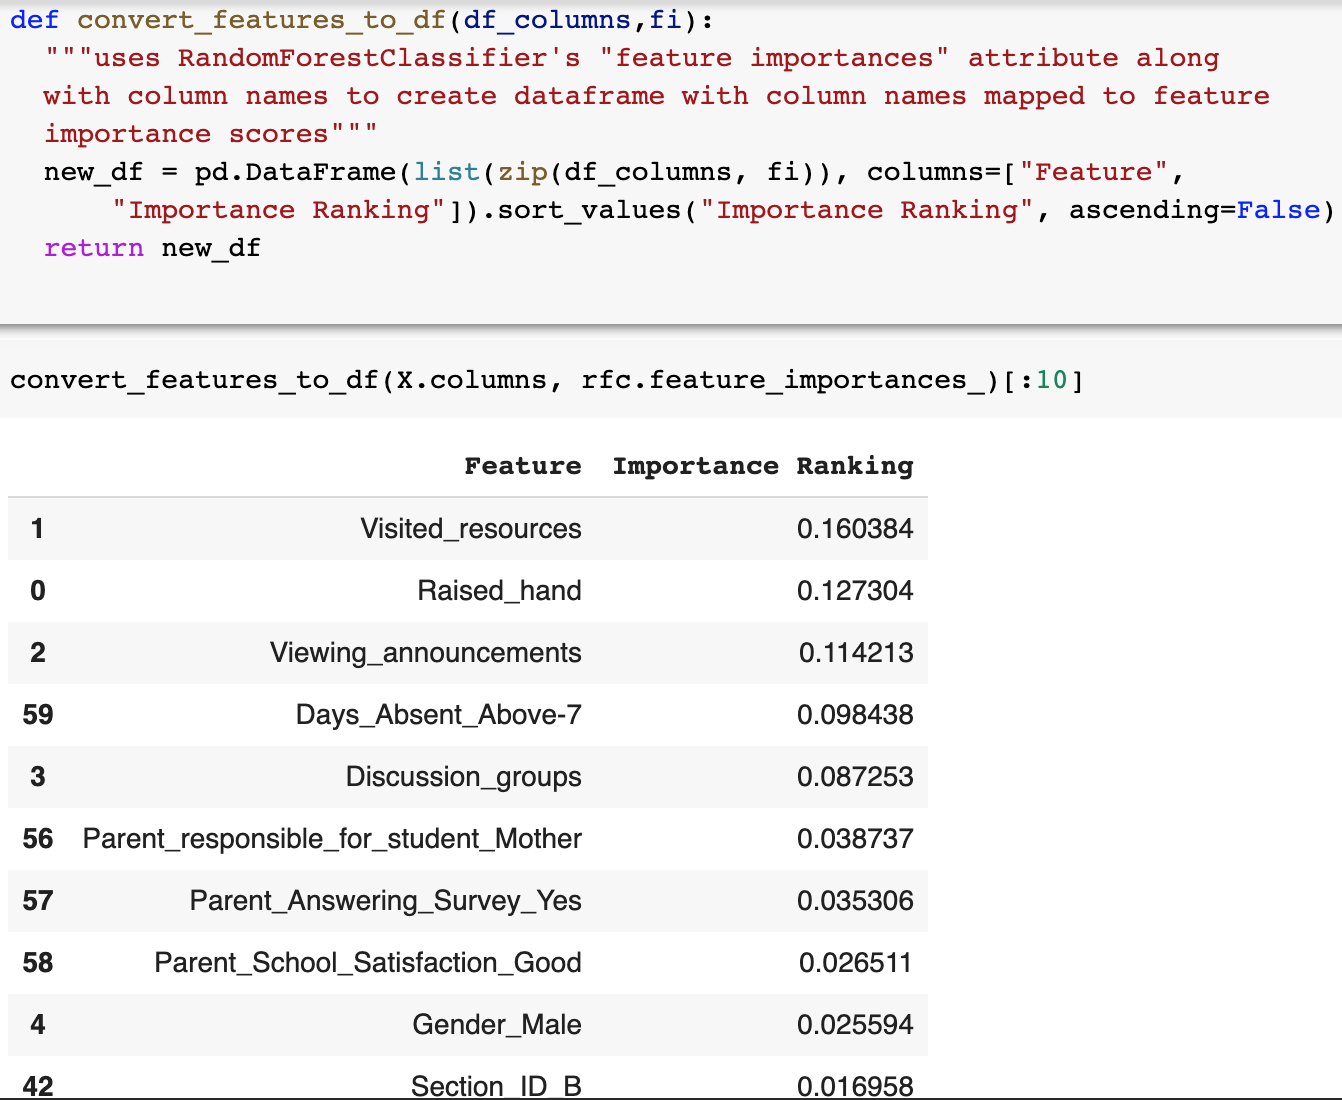 def convert_features_to_df(df_columns,fi):
"""uses RandomForestClassifier's "feature importances" attribute along
with column names to create dataframe with column names mapped to feature
importance scores"""
new_df = pd.DataFrame(list(zip(df_columns, fi)), columns=["Feature",
"Importance Ranking"]).sort_values("Importance Ranking", ascending=False)
return new_df
convert_features_to_df(X.columns, rfc.feature_importances_)[:10]
Feature Importance Ranking
1 Visited_resources 0.160384
0 Raised_hand 0.127304
2 Viewing_announcements 0.114213
59 Days_Absent_Above-7 0.098438
3 Discussion_groups 0.087253
56 Parent_responsible_for_student_Mother 0.038737
57 Parent_Answering_Survey_Yes 0.035306
58 Parent_School_Satisfaction_Good 0.026511
4 Gender_Male 0.025594
42 Section_ID_B 0.016958